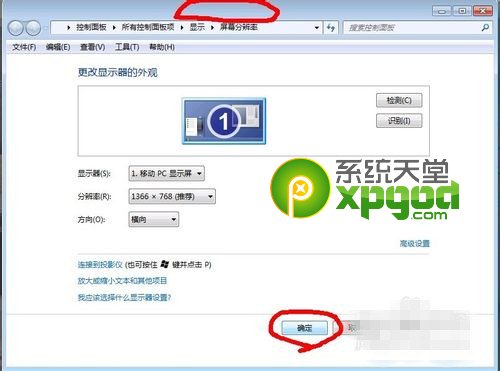 控制面板 ▸ 所有控制面板项 ▸ 显示 ▸ 屏幕分辨率
搜索控制面板
文件(F) 编辑(E) 查看(V) 工具(T) 帮助(H)
更改显示器的外观
1
检测(C)
识别(I)
显示器(S): 1. 移动 PC 显示屏
分辨率(R): 1366 × 768 (推荐)
方向(O): 横向
系统天堂
xpgod
高级设置
连接到投影仪 (也可按住 键并点击 P)
放大或缩小文本和其他项目
我应该选择什么显示器设置?
确定